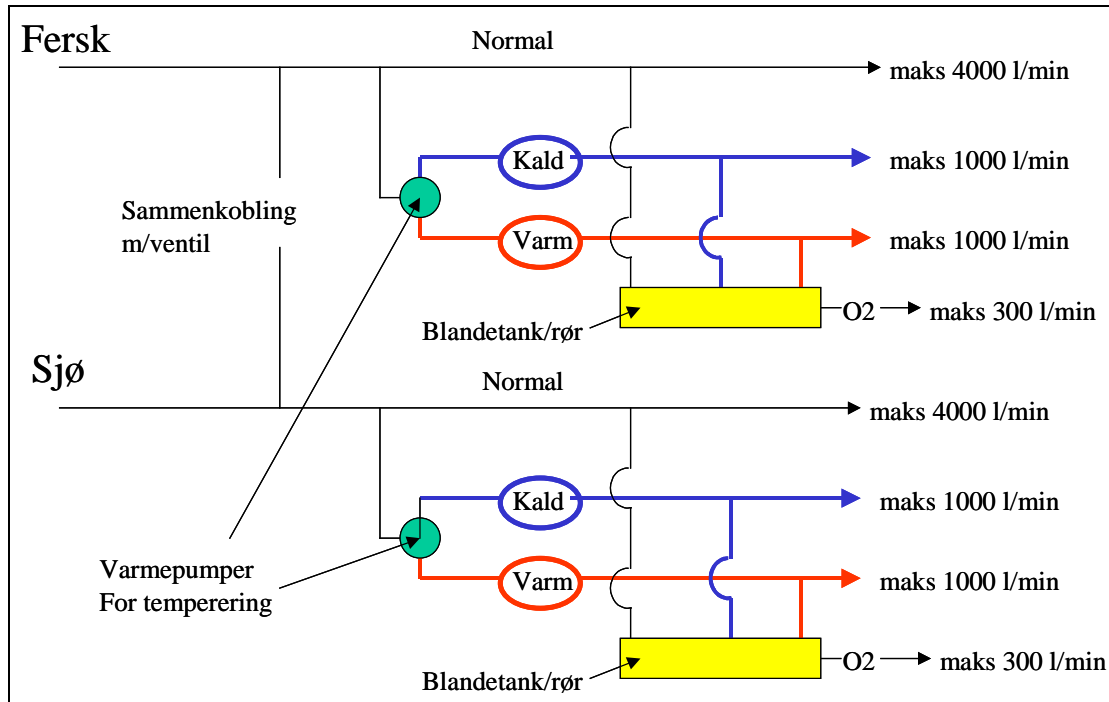 Fersk
Normal
maks 4000 l/min
Kald
maks 1000 l/min
Sammenkobling
m/ventil
Varm
maks 1000 l/min
O2
maks 300 l/min
Blandetank/rør
Sjø
Normal
maks 4000 l/min
Kald
maks 1000 l/min
Varmepumper
For temperering
Varm
maks 1000 l/min
O2
maks 300 l/min
Blandetank/rør